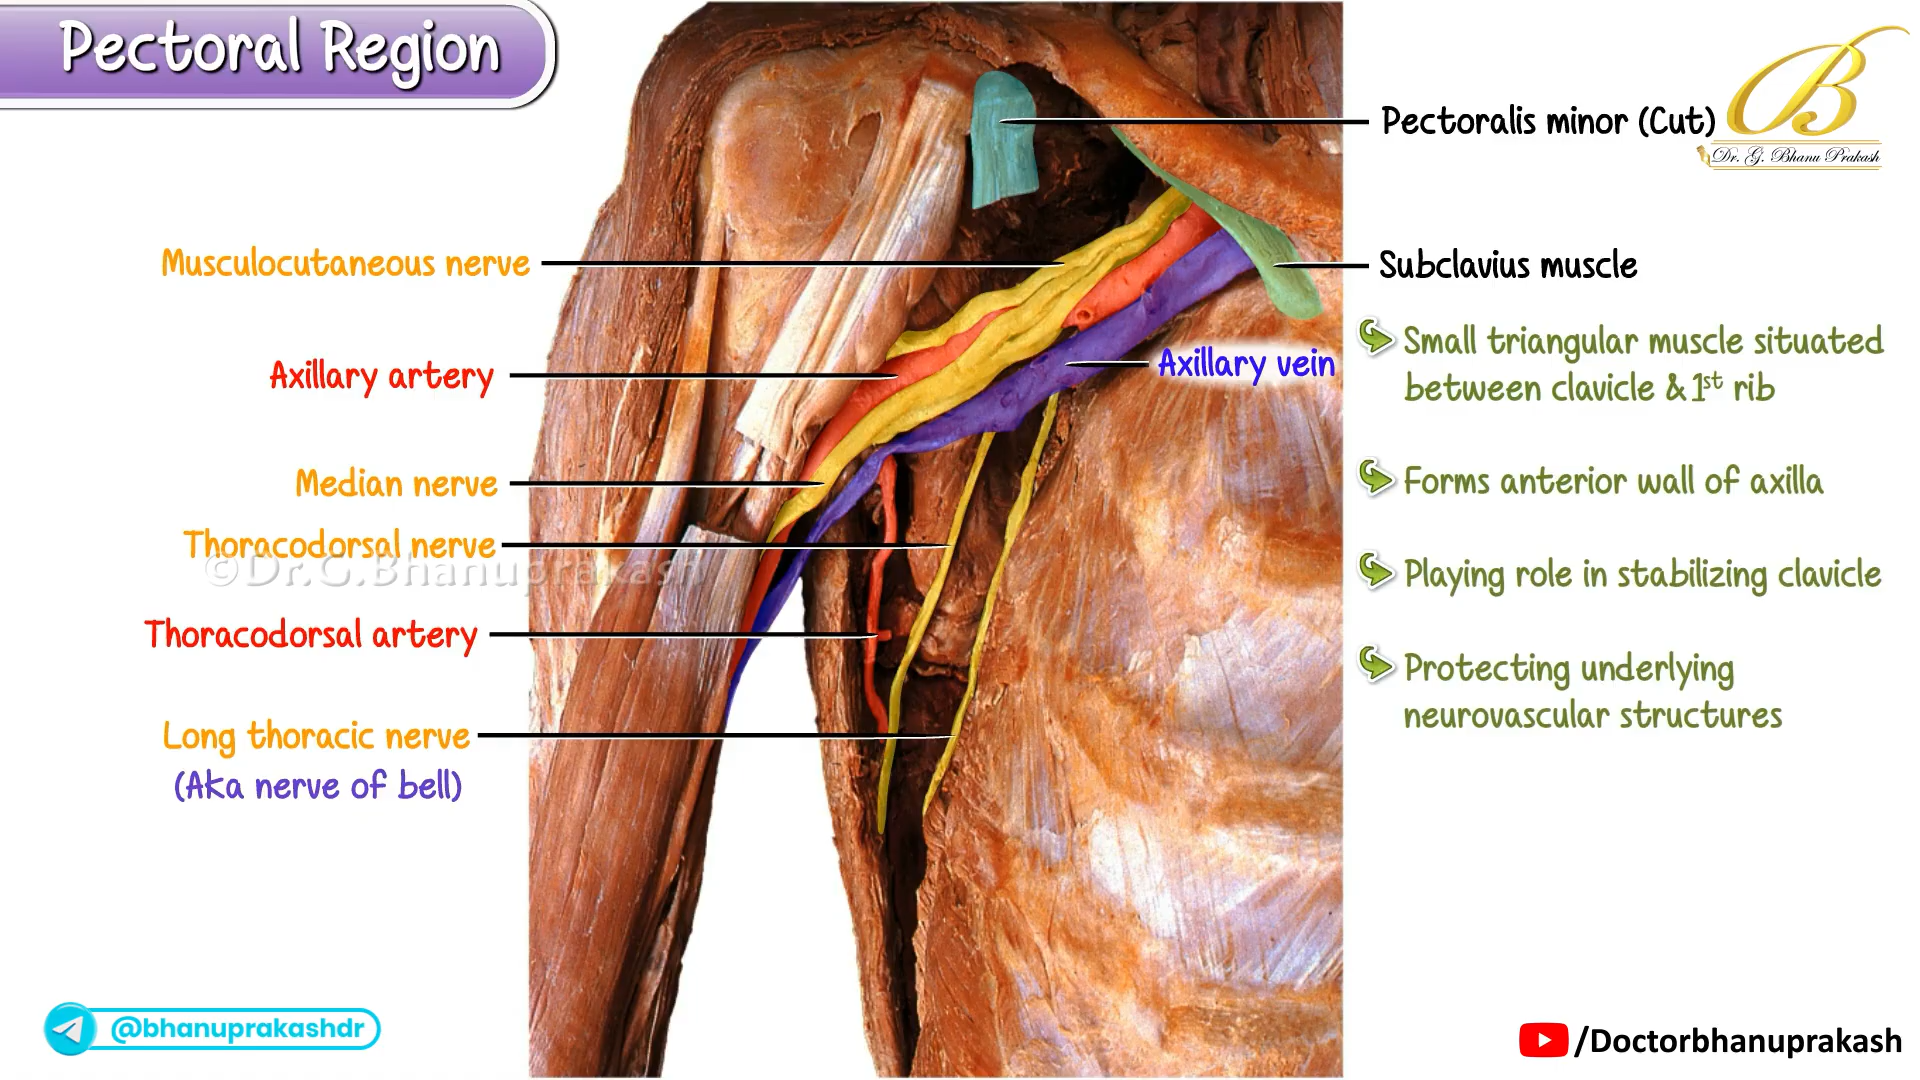 Pectoral Region
Pectoralis minor (Cut)
B
Dr. G. Bhanu Prakash
Musculocutaneous nerve
Subclavius muscle
Small triangular muscle situated
between clavicle & 1st rib
Axillary artery
Axillary vein
Median nerve
Forms anterior wall of axilla
Thoracodorsal nerve
©Dr.G.Bhanuprakash
Playing role in stabilizing clavicle
Thoracodorsal artery
Protecting underlying
neurovascular structures
Long thoracic nerve
(Aka nerve of bell)
@bhanuprakashdr
/Doctorbhanuprakash